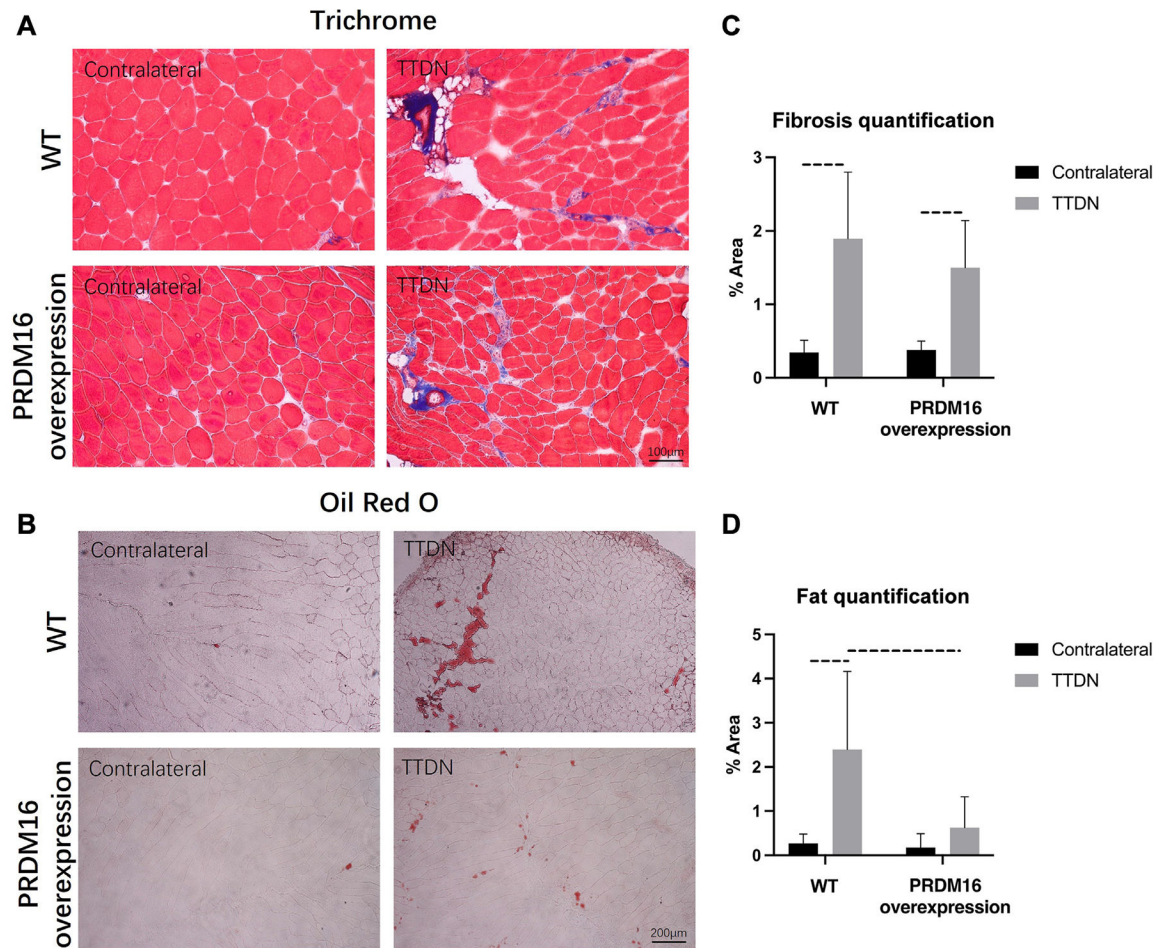 A
Trichrome
Contralateral
TTDN
WT
Contralateral
TTDN
PRDM16
overexpression
100μm
B
Oil Red O
Contralateral
TTDN
WT
Contralateral
TTDN
PRDM16
overexpression
200μm
C
Fibrosis quantification
3
2
1
0
% Area
WT
PRDM16
overexpression
Contralateral
TTDN
D
Fat quantification
5
4
3
2
1
0
% Area
WT
PRDM16
overexpression
Contralateral
TTDN